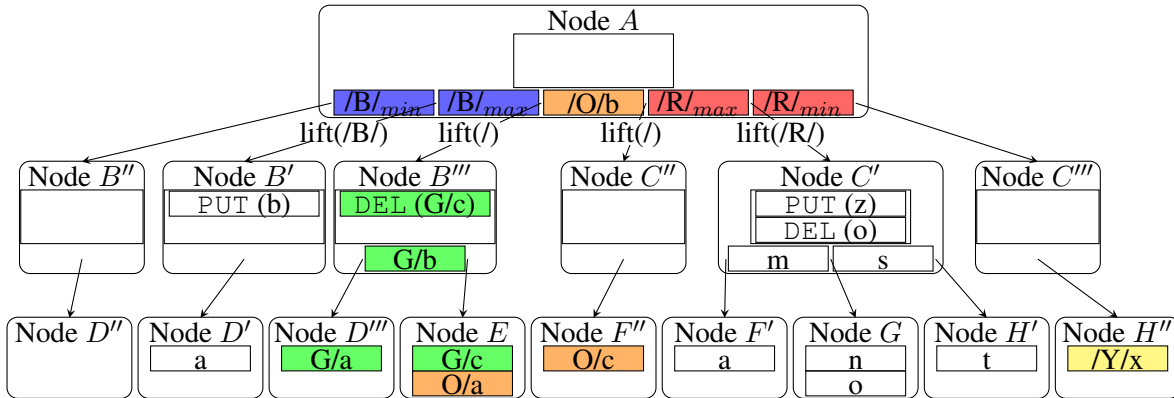 Node A
/B/min /B/max /O/b /R/max /R/min
lift(/B/) lift(/) lift(/) lift(/R/)
Node B'' Node B' Node B''' Node C'' Node C' Node C'''
PUT (b) DEL (G/c) PUT (z)
DEL (o)
G/b m s
Node D'' Node D' Node D''' Node E Node F'' Node F' Node G Node H' Node H''
a G/a G/c O/c a n t /Y/x
O/a o